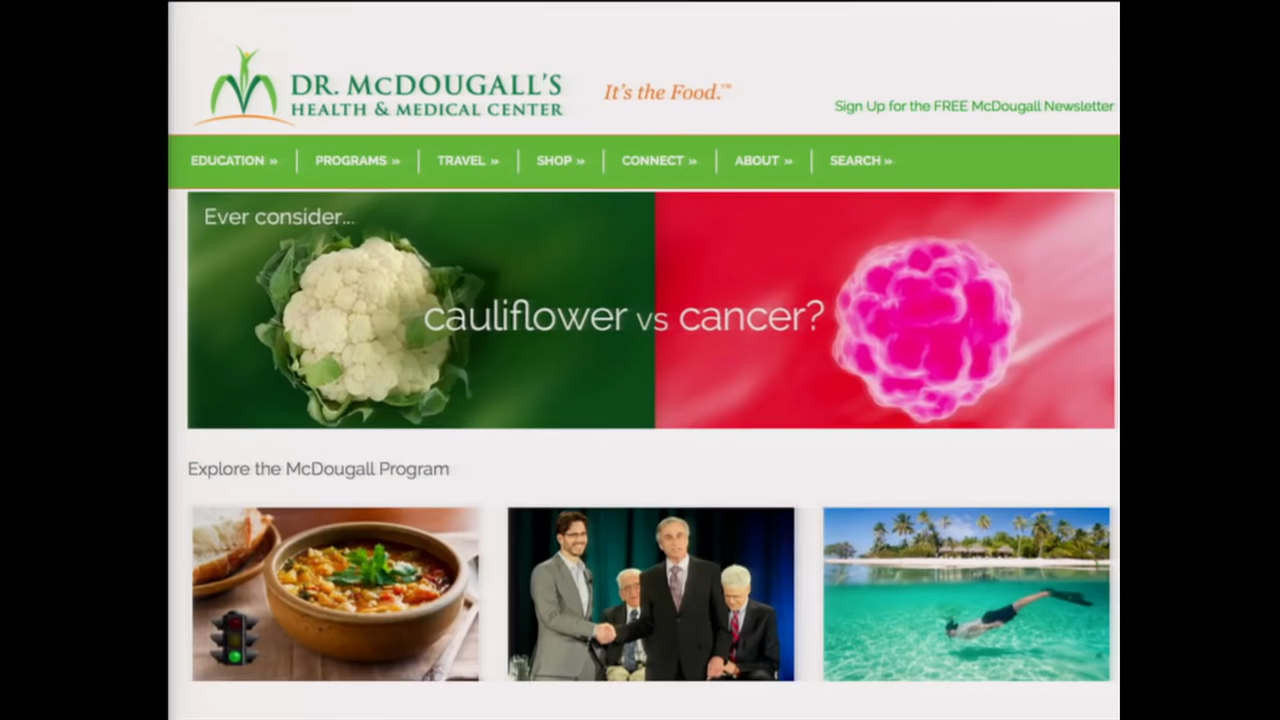 DR. McDOUGALL'S
HEALTH & MEDICAL CENTER
It's the Food.™
Sign Up for the FREE McDougall Newsletter
EDUCATION » PROGRAMS » TRAVEL » SHOP » CONNECT » ABOUT » SEARCH »
Ever consider...
cauliflower vs cancer?
Explore the McDougall Program